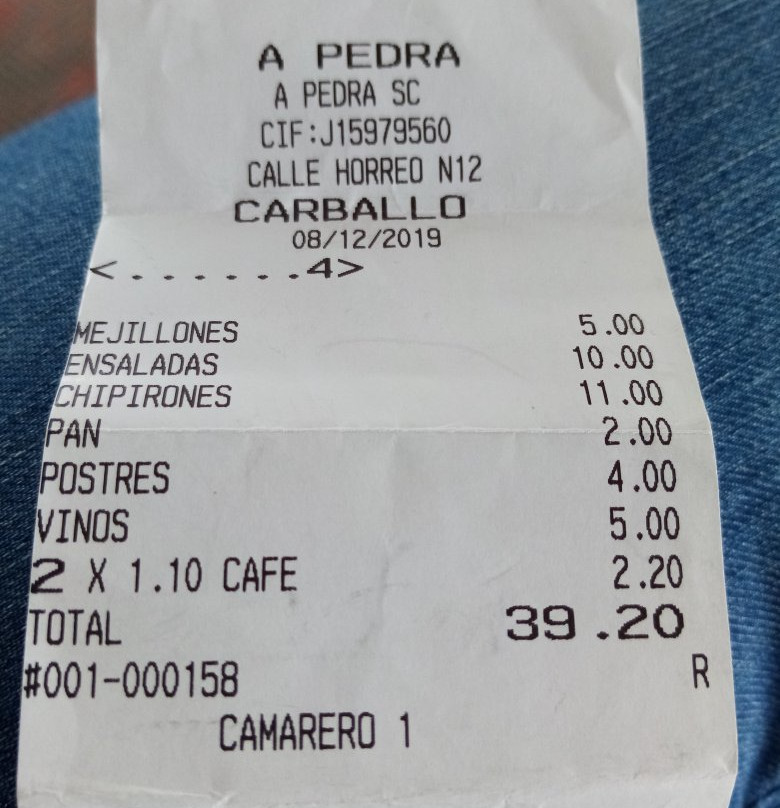 A PEDRA
A PEDRA SC
CIF:J15979560
CALLE HORREO N12
CARBALLO
08/12/2019
<.......4>
MEJILLONES 5.00
ENSALADAS 10.00
CHIPIRONES 11.00
PAN 2.00
POSTRES 4.00
VINOS 5.00
2 X 1.10 CAFE 2.20
TOTAL 39.20
#001-000158 R
CAMARERO 1